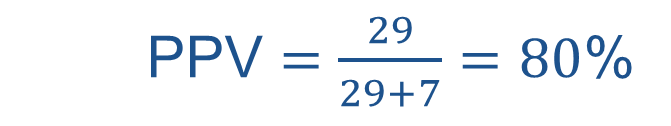 PPV = 29/29+7 = 80%